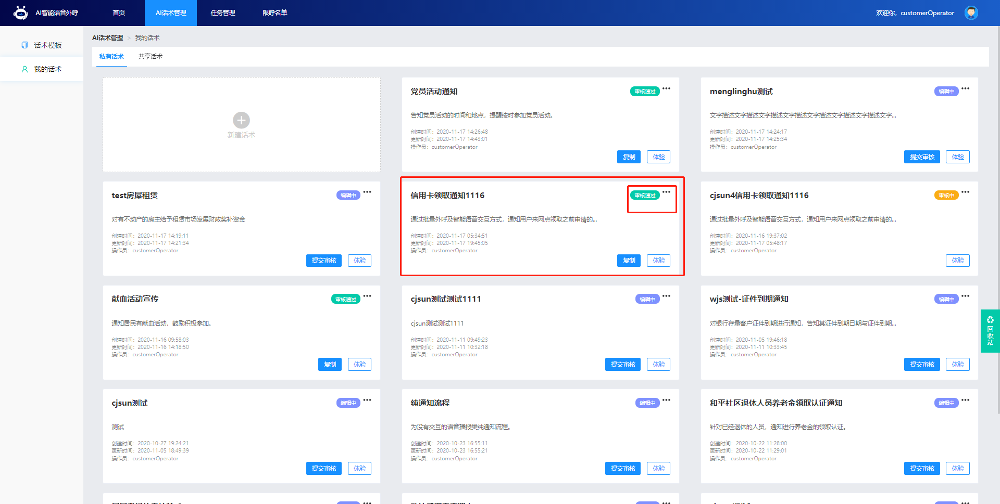 AI智能语音外呼
首页
AI话术管理
任务管理
限呼名单
欢迎你，customerOperator
话术模板
我的话术
AI话术管理 > 我的话术
私有话术
共享话术
新建话术
党员活动通知
审核通过
告知党员活动的时间和地点，提醒按时参加党员活动。
创建时间：2020-11-17 14:26:48
更新时间：2020-11-17 14:43:01
操作员：customerOperator
复制
体验
menglinghu测试
编辑中
文字描述文字描述文字描述文字描述文字描述文字描述文字描述文字...
创建时间：2020-11-17 14:24:17
更新时间：2020-11-17 14:25:34
操作员：customerOperator
提交审核
体验
test房屋租赁
编辑中
对有不动产的房主给予租赁市场发展财政奖补资金
创建时间：2020-11-17 14:19:11
更新时间：2020-11-17 14:21:34
操作员：customerOperator
提交审核
体验
信用卡领取通知1116
审核通过
通过批量外呼及智能语音交互方式，通知用户来网点领取之前申请的...
创建时间：2020-11-17 05:34:51
更新时间：2020-11-17 19:45:05
操作员：customerOperator
复制
体验
cjsun4信用卡领取通知1116
审核中
通过批量外呼及智能语音交互方式，通知用户来网点领取之前申请的...
创建时间：2020-11-16 19:37:02
更新时间：2020-11-17 05:48:17
操作员：customerOperator
体验
献血活动宣传
审核通过
通知居民有献血活动，鼓励积极参加。
创建时间：2020-11-16 09:58:03
更新时间：2020-11-16 14:18:50
操作员：customerOperator
复制
体验
cjsun测试测试1111
编辑中
cjsun测试测试1111
创建时间：2020-11-11 09:49:23
更新时间：2020-11-11 10:32:18
操作员：customerOperator
提交审核
体验
wjs测试-证件到期通知
编辑中
对银行存量客户证件到期进行通知，告知其证件到期日期与证件到期...
创建时间：2020-11-05 19:46:18
更新时间：2020-11-11 10:33:45
操作员：customerOperator
提交审核
体验
回收站
cjsun测试
编辑中
测试
创建时间：2020-10-27 19:24:21
更新时间：2020-11-05 18:49:39
操作员：customerOperator
提交审核
体验
纯通知流程
编辑中
为没有交互的语音播报类纯通知流程。
创建时间：2020-10-23 16:55:11
更新时间：2020-10-23 16:55:21
操作员：customerOperator
提交审核
体验
和平社区退休人员养老金领取认证通知
编辑中
针对已经退休的人员，通知进行养老金的领取认证。
创建时间：2020-10-22 11:28:00
更新时间：2020-10-22 11:29:01
操作员：customerOperator
提交审核
体验